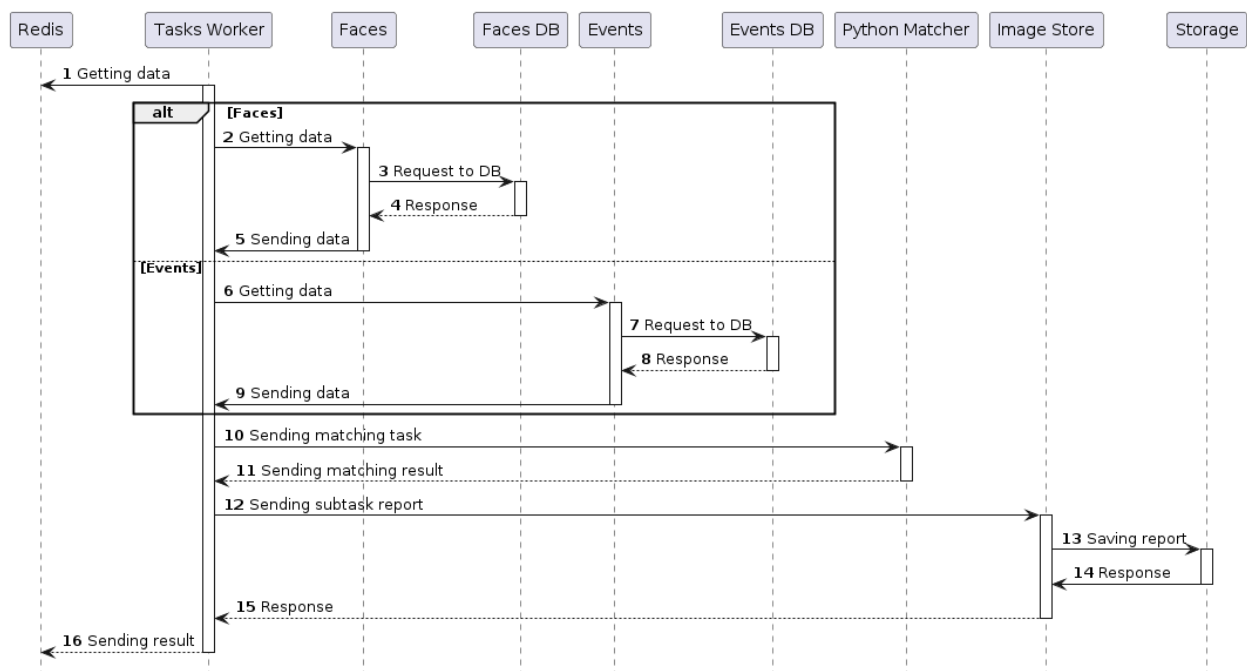 Redis
Tasks Worker
Faces
Faces DB
Events
Events DB
Python Matcher
Image Store
Storage
1 Getting data
alt
[Faces]
2 Getting data
3 Request to DB
4 Response
5 Sending data
[Events]
6 Getting data
7 Request to DB
8 Response
9 Sending data
10 Sending matching task
11 Sending matching result
12 Sending subtask report
13 Saving report
14 Response
15 Response
16 Sending result